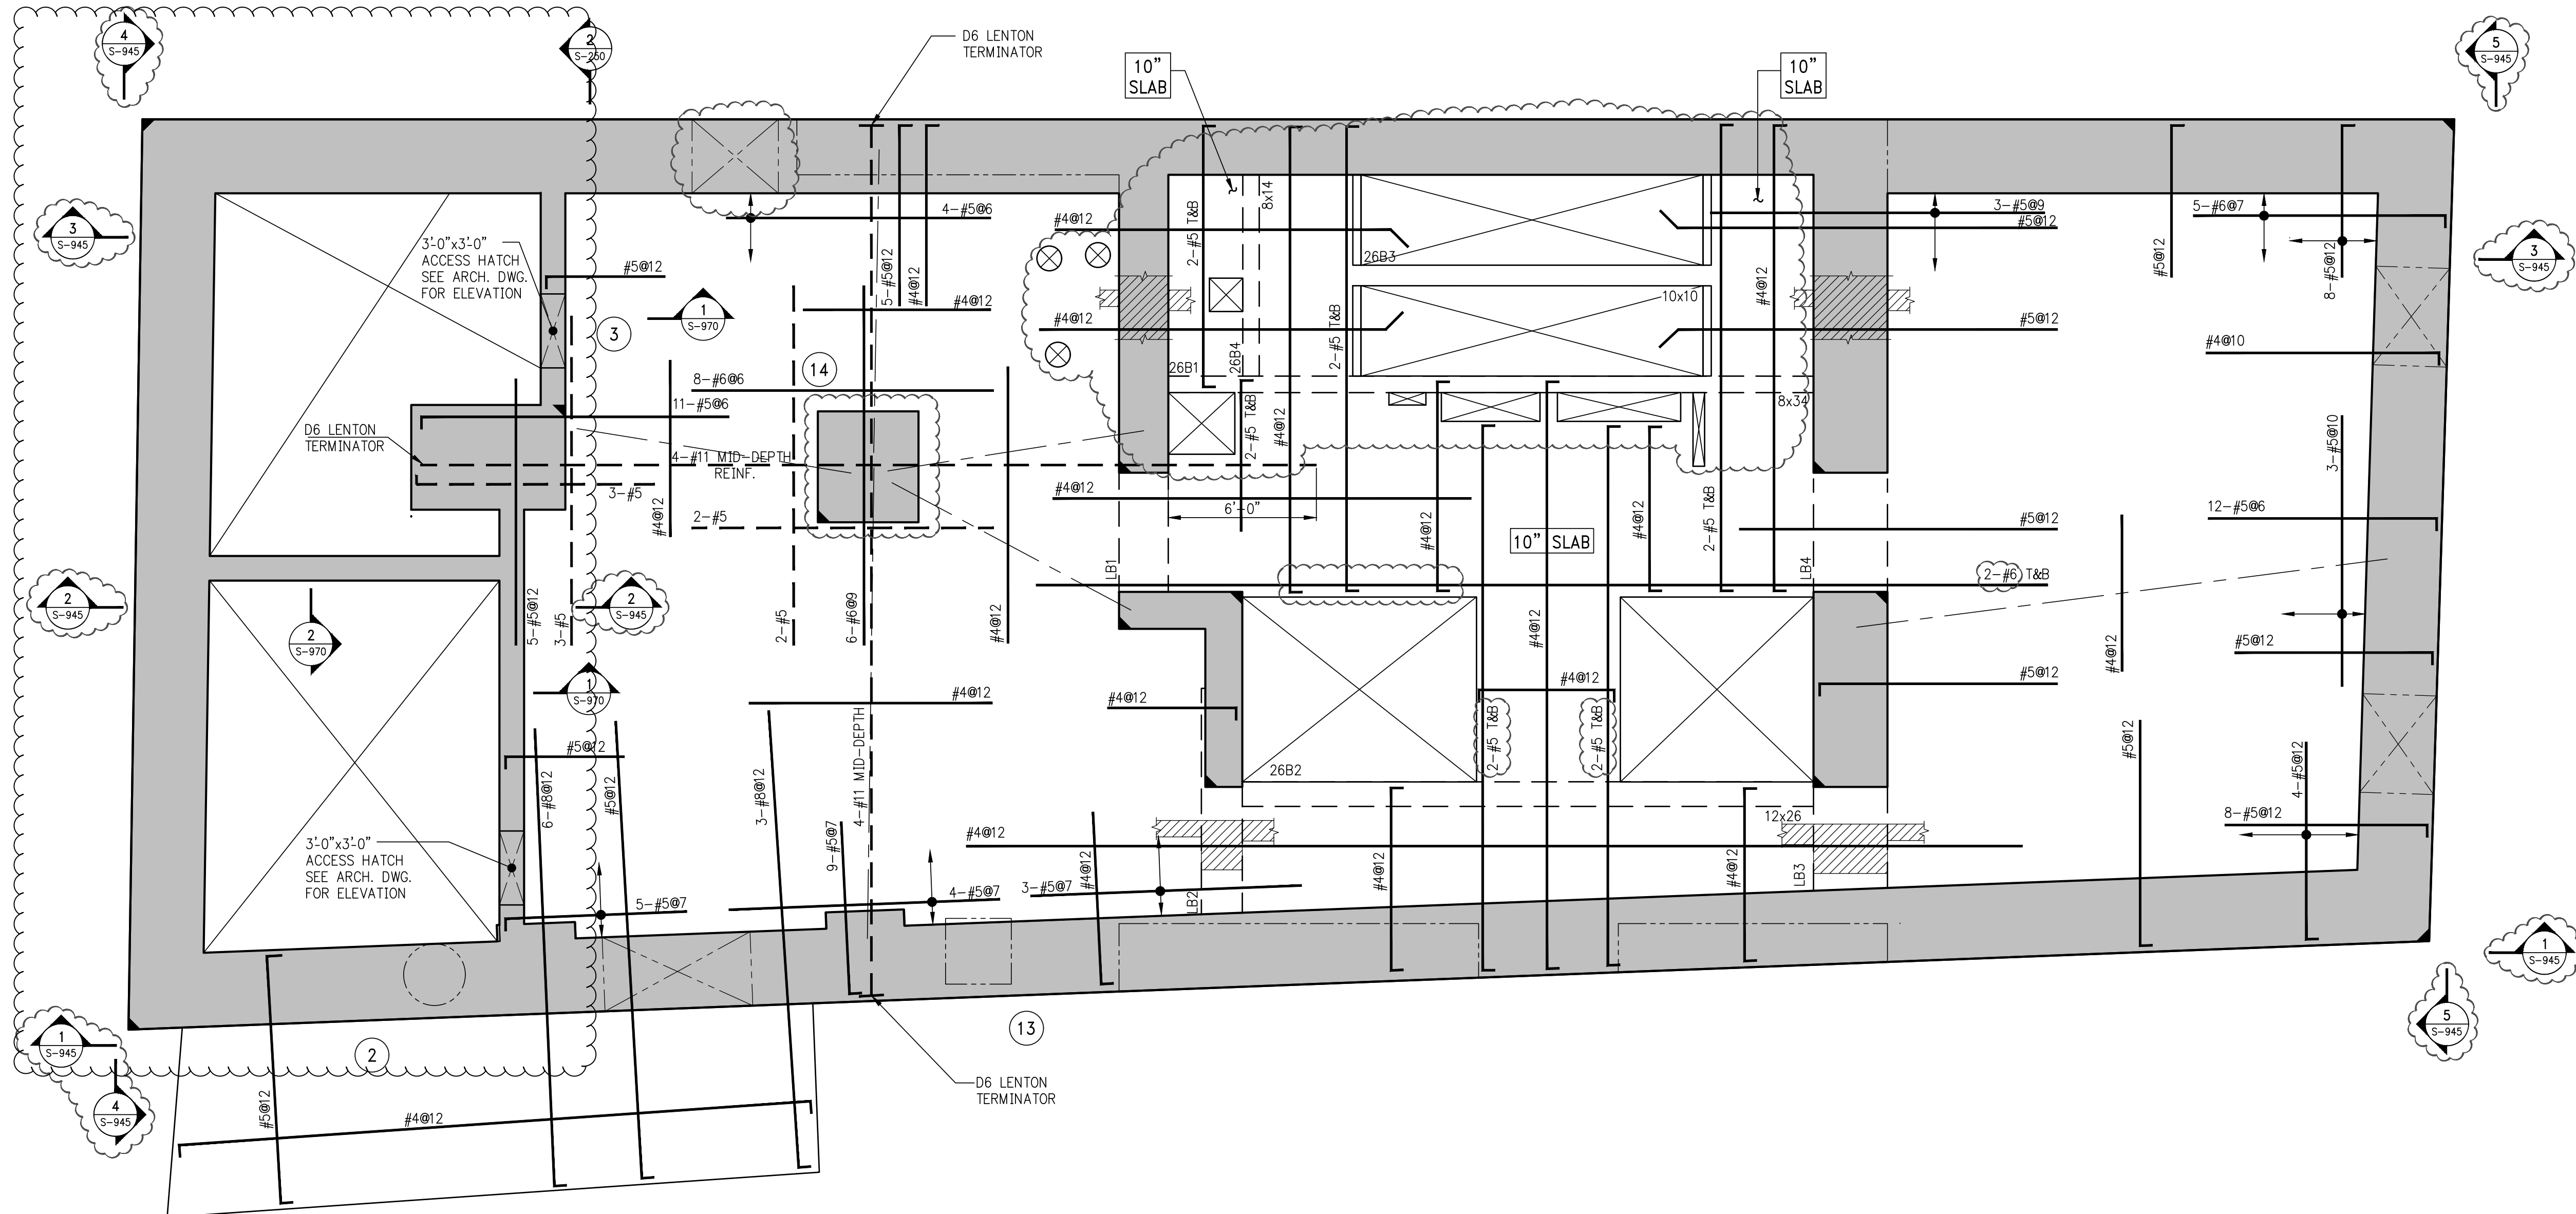 4
S-945
2
S-250
D6 LENTON
TERMINATOR
10"
SLAB
10"
SLAB
5
S-945
3
S-945
3'-0"x3'-0"
ACCESS HATCH
SEE ARCH. DWG.
FOR ELEVATION
#5@12
3
1
S-970
4-#5@6
5-#5@12
#4@12
#4@12
#4@12
#4@12
2-#5 T&B
8x14
26B3
10x10
2-#5 T&B
#4@12
3-#5@9
#5@12
#5@12
#5@12
5-#6@7
8-#5@12
3
S-945
#4@10
14
8-#6@6
11-#5@6
D6 LENTON
TERMINATOR
4-#11 MID-DEPTH
REINF.
3-#5
2-#5
#4@12
26B1
26B4
2-#5 T&B
#4@12
8x34
#4@12
6'-0"
#4@12
10" SLAB
#4@12
2-#5 T&B
#5@12
3-#5@10
12-#5@6
LB1
LB4
2-#6 T&B
2
S-945
2
S-970
5-#5@12
3-#5
2
S-945
2-#5
6-#6@9
#4@12
#4@12
#4@12
#5@12
1
S-970
#4@12
#4@12
#4@12
#5@12
2-#5 T&B
2-#5 T&B
26B2
#5@12
6-#8@12
#5@12
3-#8@12
4-#11 MID-DEPTH
9-#5@7
12x26
#5@12
4-#5@12
8-#5@12
3'-0"x3'-0"
ACCESS HATCH
SEE ARCH. DWG.
FOR ELEVATION
#4@12
#4@12
#4@12
#4@12
LB3
LB2
5-#5@7
4-#5@7
3-#5@7
1
S-945
5
S-945
1
S-945
2
13
4
S-945
#5@12
#4@12
D6 LENTON
TERMINATOR